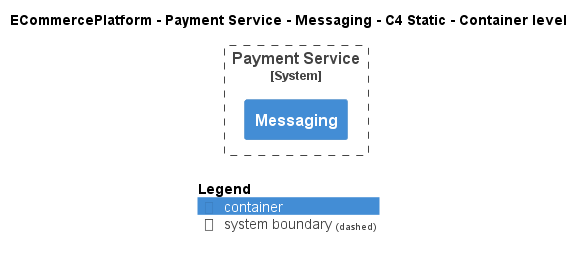 ECommercePlatform - Payment Service - Messaging - C4 Static - Container level
Payment Service
[System]
Messaging
Legend
container
system boundary (dashed)